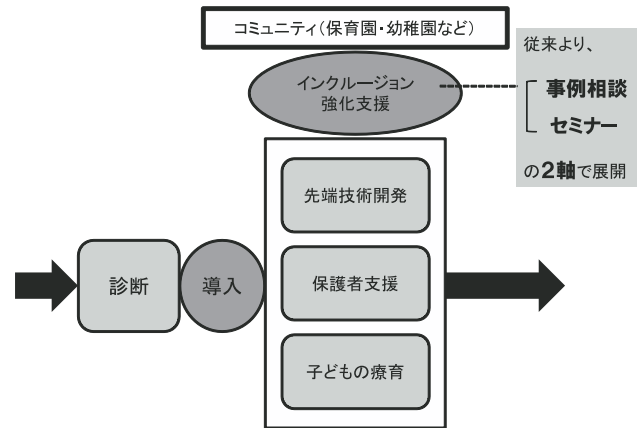 コミュニティ（保育園・幼稚園など）
インクルージョン
強化支援
従来より、
事例相談
セミナー
の２軸で展開
先端技術開発
診断
導入
保護者支援
子どもの療育